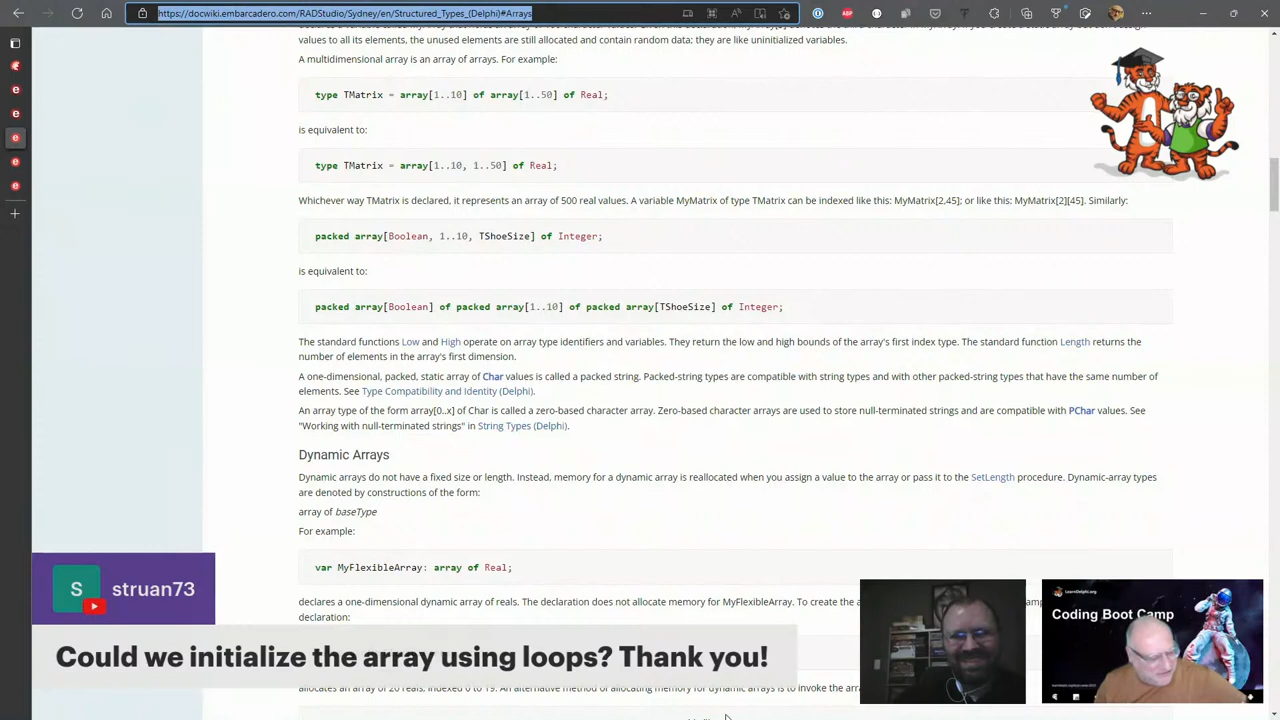 https://docwiki.embarcadero.com/RADStudio/Sydney/en/Structured_Types_(Delphi)#Arrays
values to all its elements, the unused elements are still allocated and contain random data; they are like uninitialized variables.
A multidimensional array is an array of arrays. For example:
type TMatrix = array[1..10] of array[1..50] of Real;
is equivalent to:
type TMatrix = array[1..10, 1..50] of Real;
Whichever way TMatrix is declared, it represents an array of 500 real values. A variable MyMatrix of type TMatrix can be indexed like this: MyMatrix[2,45]; or like this: MyMatrix[2][45]. Similarly:
packed array[Boolean, 1..10, TShoeSize] of Integer;
is equivalent to:
packed array[Boolean] of packed array[1..10] of packed array[TShoeSize] of Integer;
The standard functions Low and High operate on array type identifiers and variables. They return the low and high bounds of the array's first index type. The standard function Length returns the
number of elements in the array's first dimension.
A one-dimensional, packed, static array of Char values is called a packed string. Packed-string types are compatible with string types and with other packed-string types that have the same number of
elements. See Type Compatibility and Identity (Delphi).
An array type of the form array[0..x] of Char is called a zero-based character array. Zero-based character arrays are used to store null-terminated strings and are compatible with PChar values. See
"Working with null-terminated strings" in String Types (Delphi).
Dynamic Arrays
Dynamic arrays do not have a fixed size or length. Instead, memory for a dynamic array is reallocated when you assign a value to the array or pass it to the SetLength procedure. Dynamic-array types
are denoted by constructions of the form:
array of baseType
For example:
var MyFlexibleArray: array of Real;
declares a one-dimensional dynamic array of reals. The declaration does not allocate memory for MyFlexibleArray. To create the
declaration:
allocates an array of 20 reals, indexed 0 to 19. An alternative method of allocating memory for dynamic arrays is to invoke the
S struan73
Could we initialize the array using loops? Thank you!
LearnDelphi.org
Coding Boot Camp